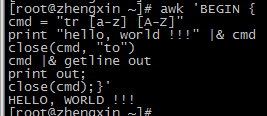 [root@zhengxin ~]# awk 'BEGIN {
cmd = "tr [a-z] [A-Z]"
print "hello, world !!!" |& cmd
close(cmd, "to")
cmd |& getline out
print out;
close(cmd);}'
HELLO, WORLD !!!
[root@zhengxin ~]#